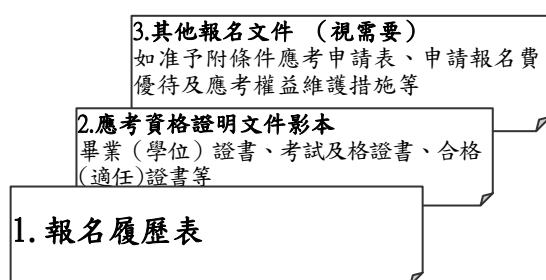 3.其他報名文件 （視需要）
如准予附條件應考申請表、申請報名費
優待及應考權益維護措施等
2.應考資格證明文件影本
畢業（學位）證書、考試及格證書、合格
(適任)證書等
1.報名履歷表